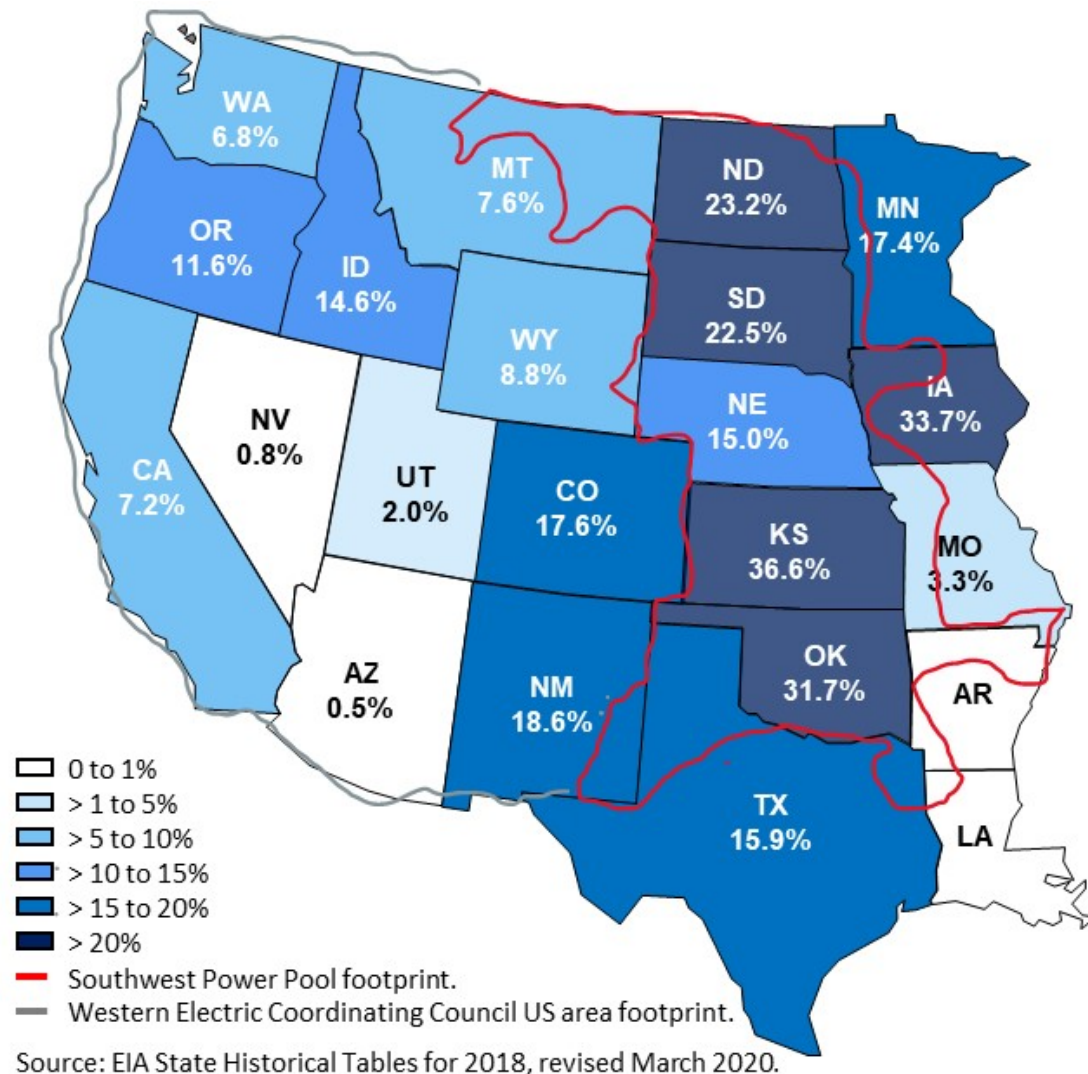 WA
6.8%
MT
7.6%
ND
23.2%
MN
17.4%
OR
11.6%
ID
14.6%
SD
22.5%
WY
8.8%
IA
33.7%
NE
15.0%
NV
0.8%
CA
7.2%
UT
2.0%
CO
17.6%
KS
36.6%
MO
3.3%
AZ
0.5%
NM
18.6%
OK
31.7%
AR
TX
15.9%
LA
0 to 1%
> 1 to 5%
> 5 to 10%
> 10 to 15%
> 15 to 20%
> 20%
Southwest Power Pool footprint.
Western Electric Coordinating Council US area footprint.
Source: EIA State Historical Tables for 2018, revised March 2020.